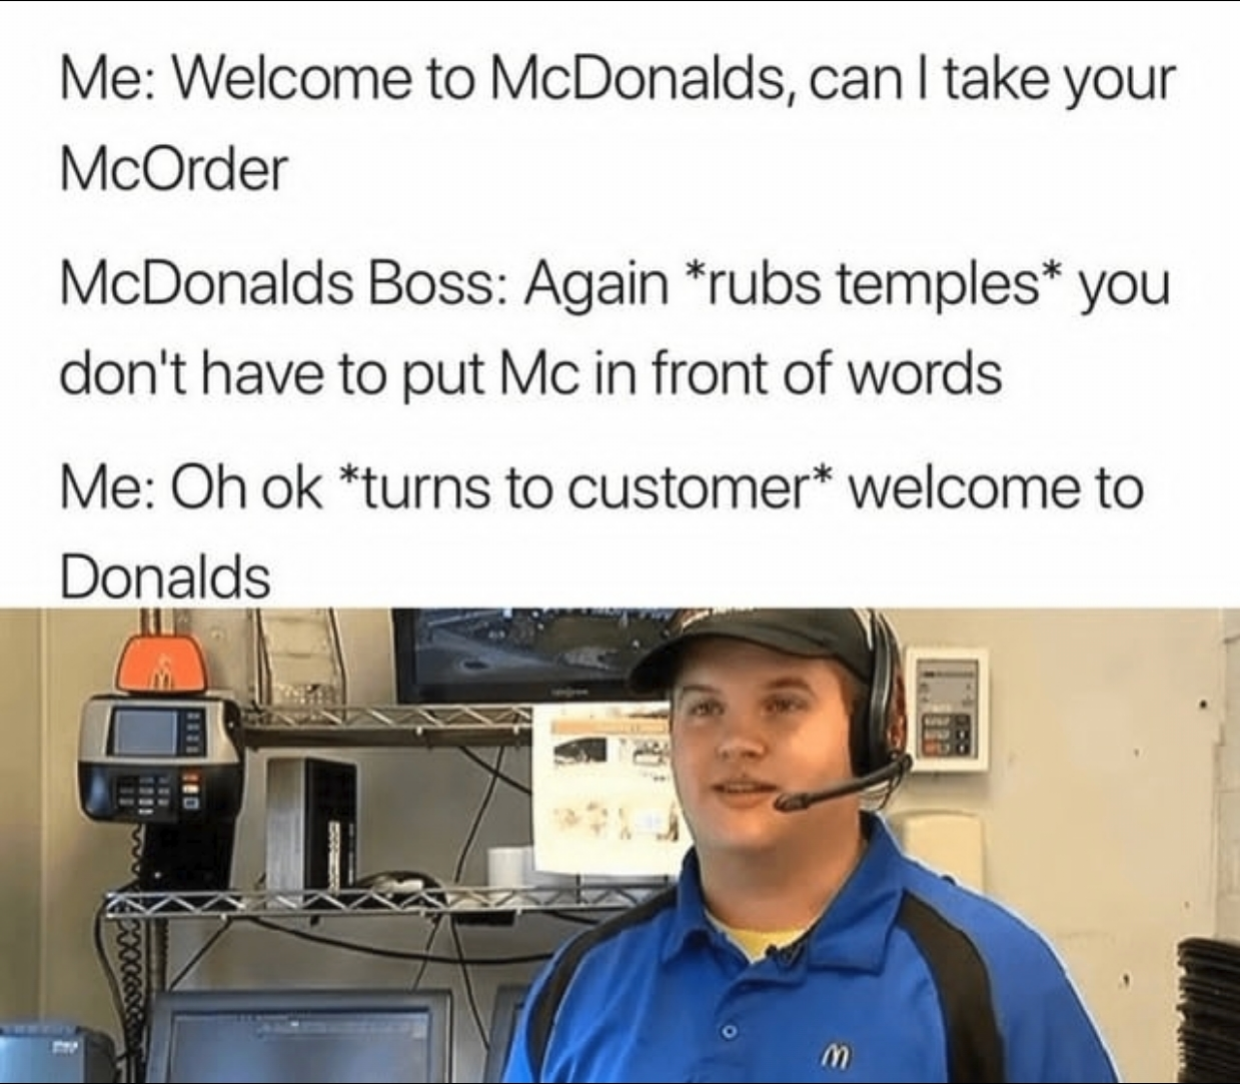 Me: Welcome to McDonalds, can I take your
McOrder
McDonalds Boss: Again *rubs temples* you
don't have to put Mc in front of words
Me: Oh ok *turns to customer* welcome to
Donalds